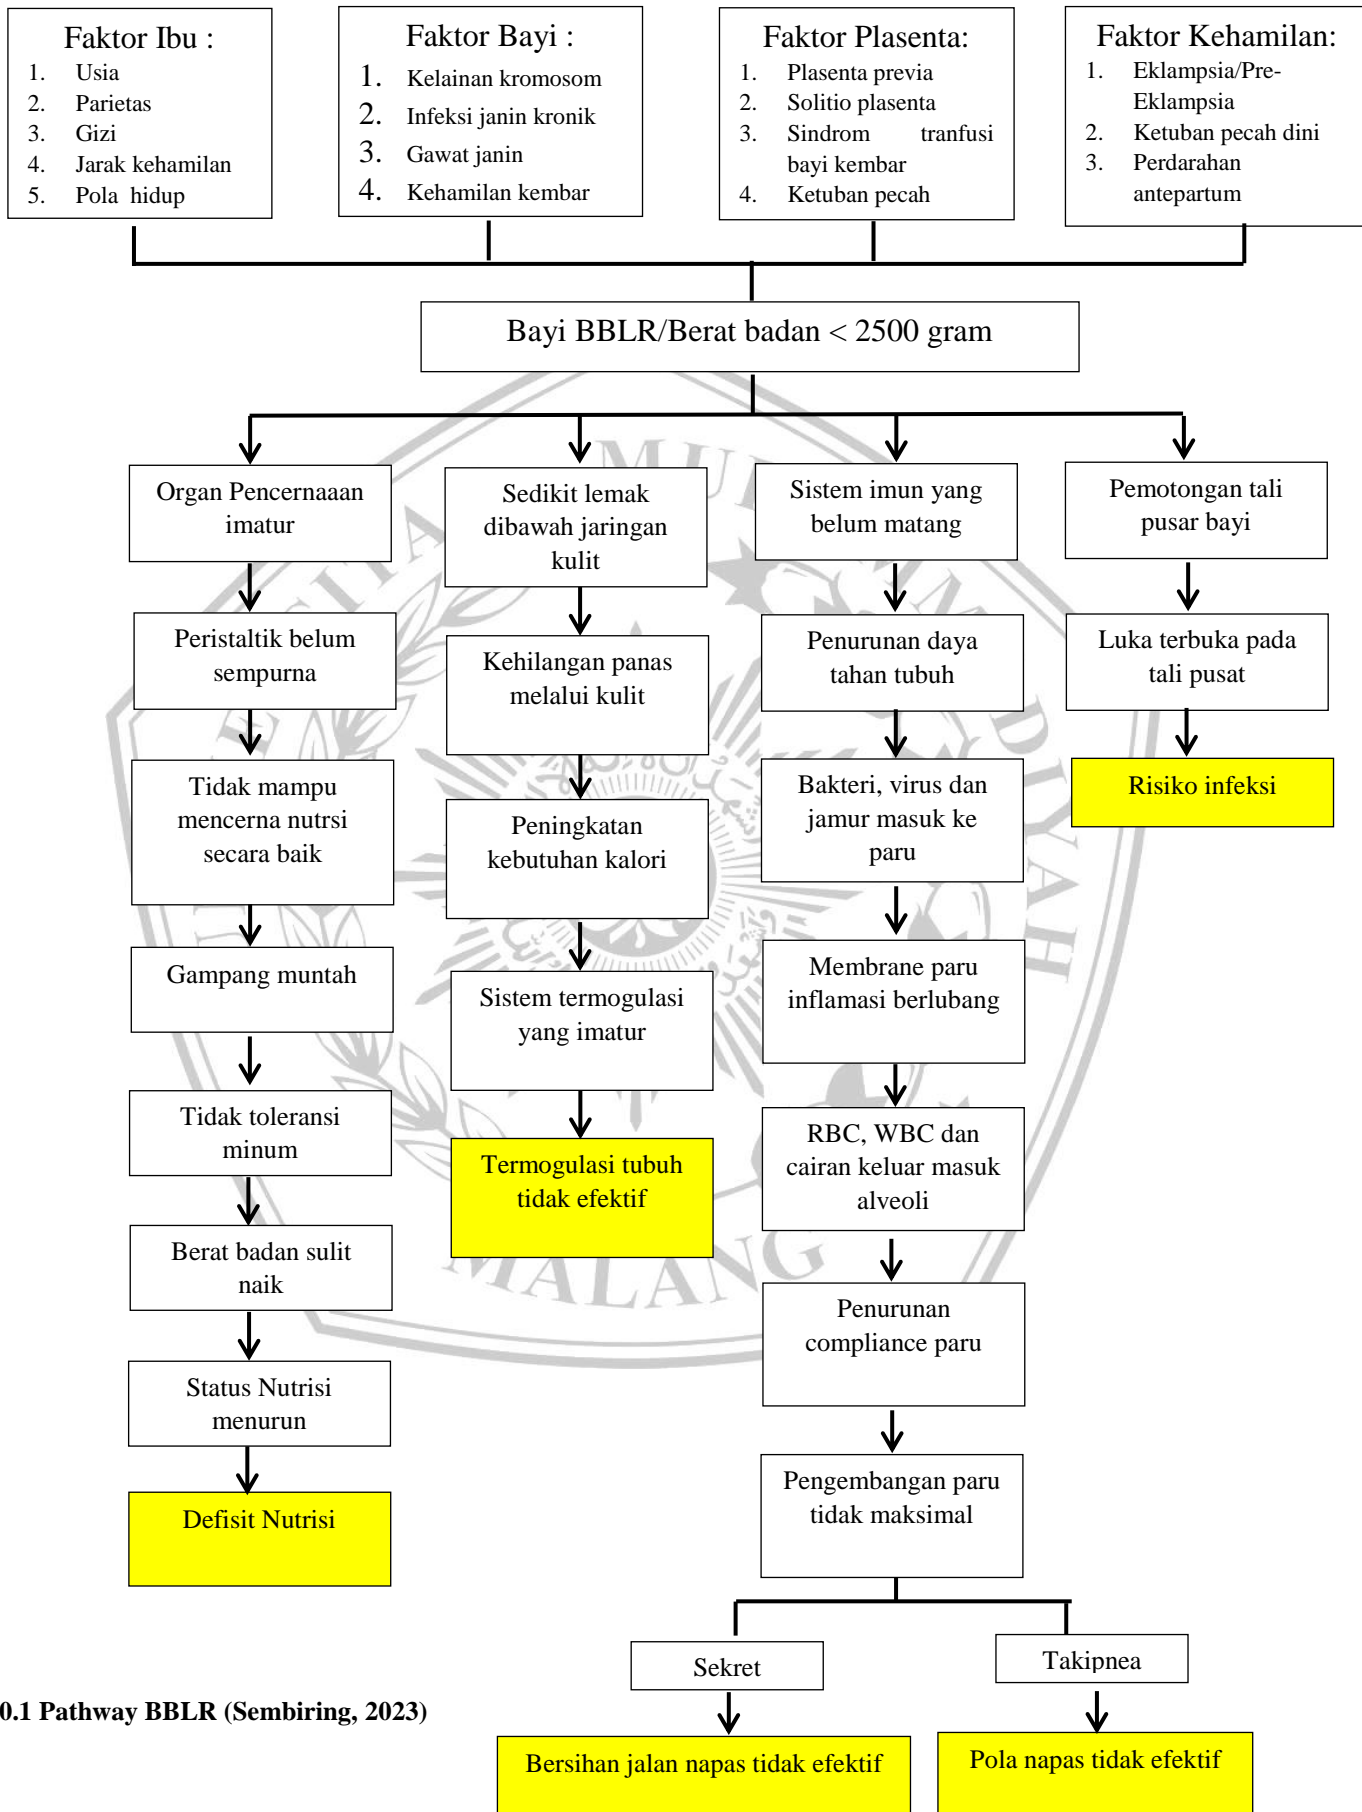 Faktor Ibu :
1. Usia
2. Parietas
3. Gizi
4. Jarak kehamilan
5. Pola hidup
Faktor Bayi :
1. Kelainan kromosom
2. Infeksi janin kronik
3. Gawat janin
4. Kehamilan kembar
Faktor Plasenta:
1. Plasenta previa
2. Solitio plasenta
3. Sindrom tranfusi
bayi kembar
4. Ketuban pecah
Faktor Kehamilan:
1. Eklampsia/Pre-
Eklampsia
2. Ketuban pecah dini
3. Perdarahan
antepartum
Bayi BBLR/Berat badan < 2500 gram
Organ Pencernaaan
imatur
Peristaltik belum
sempurna
Tidak mampu
mencerna nutrsi
secara baik
Gampang muntah
Tidak toleransi
minum
Berat badan sulit
naik
Status Nutrisi
menurun
Defisit Nutrisi
Sedikit lemak
dibawah jaringan
kulit
Kehilangan panas
melalui kulit
Peningkatan
kebutuhan kalori
Sistem termogulasi
yang imatur
Termogulasi tubuh
tidak efektif
Sistem imun yang
belum matang
Penurunan daya
tahan tubuh
Bakteri, virus dan
jamur masuk ke
paru
Membrane paru
inflamasi berlubang
RBC, WBC dan
cairan keluar masuk
alveoli
Penurunan
compliance paru
Pengembangan paru
tidak maksimal
Sekret
Takipnea
Bersihan jalan napas tidak efektif
Pola napas tidak efektif
Pemotongan tali
pusar bayi
Luka terbuka pada
tali pusat
Risiko infeksi
0.1 Pathway BBLR (Sembiring, 2023)
MALANG